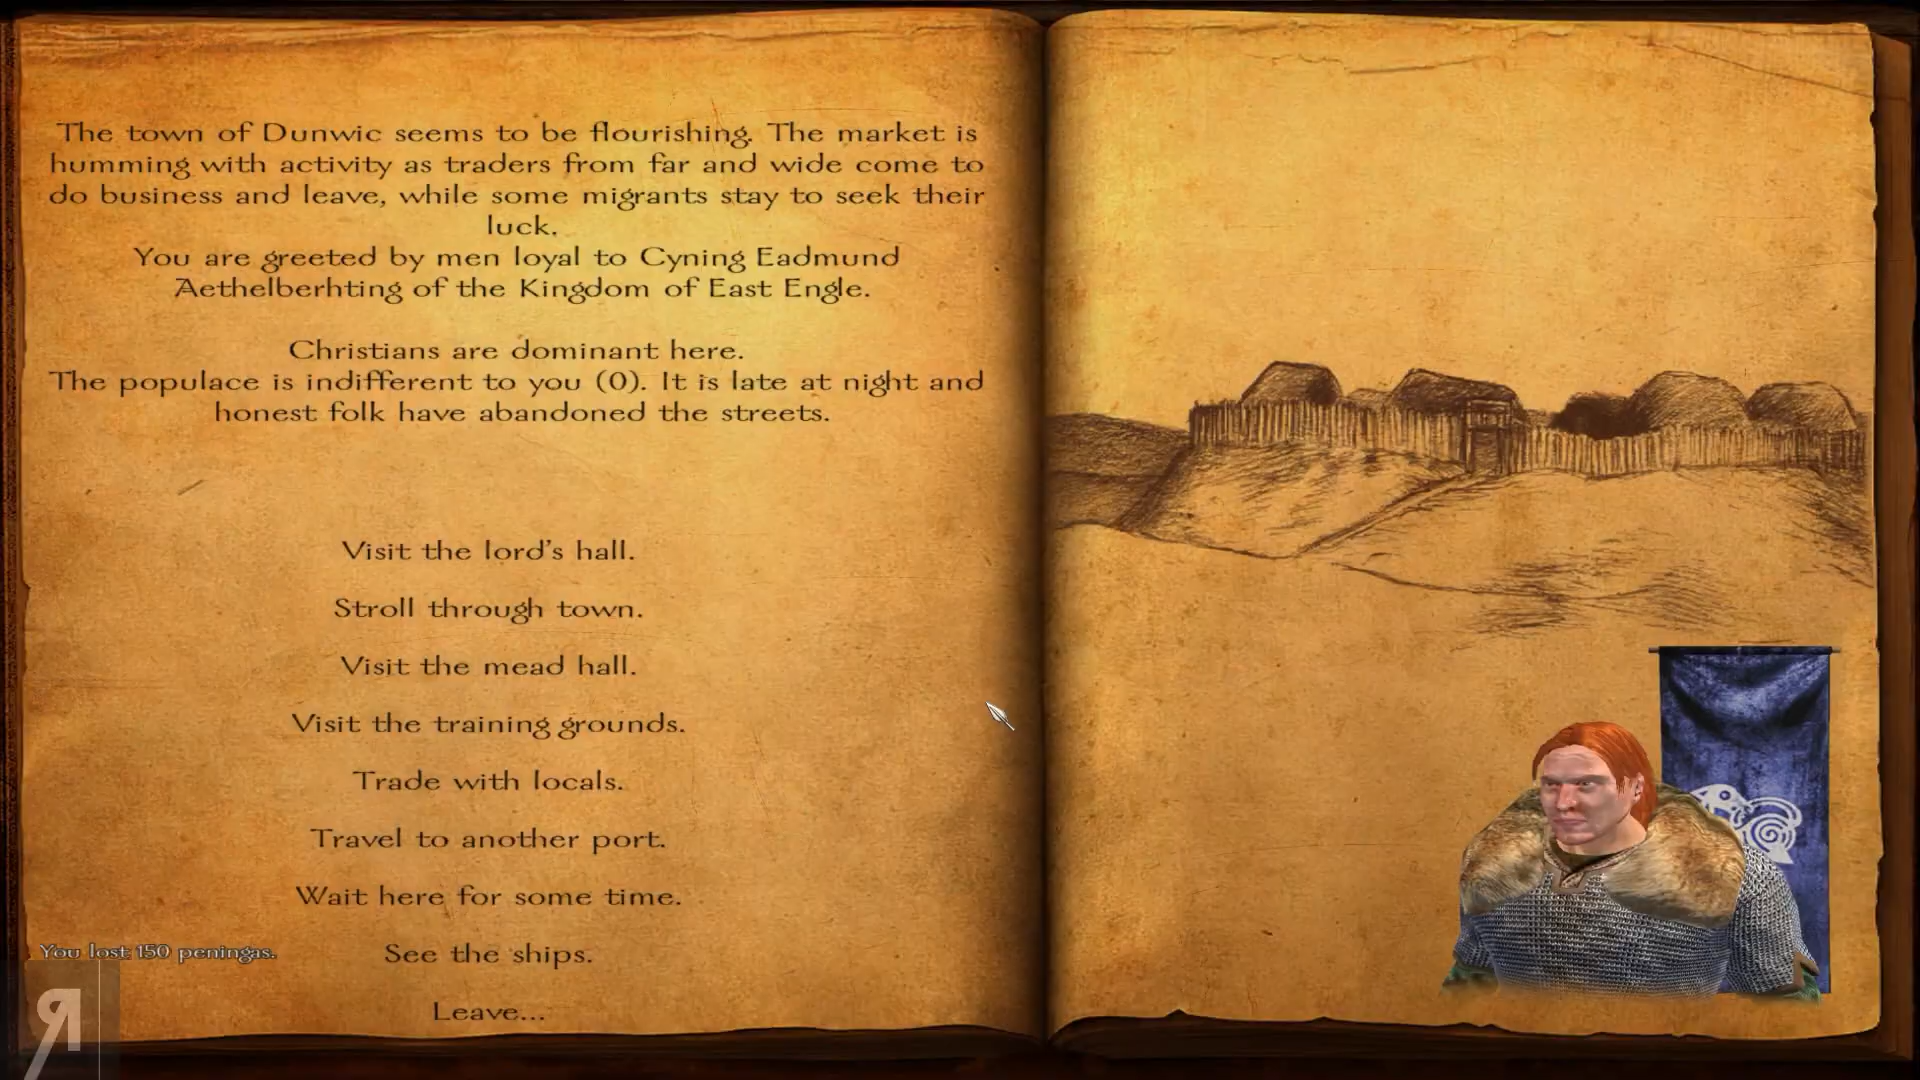 The town of Dunwic seems to be flourishing. The market is
humming with activity as traders from far and wide come to
do business and leave, while some migrants stay to seek their
luck.
You are greeted by men loyal to Cyning Eadmund
Aethelberhting of the Kingdom of East Engle.
Christians are dominant here.
The populace is indifferent to you (0). It is late at night and
honest folk have abandoned the streets.
Visit the lord's hall.
Stroll through town.
Visit the mead hall.
Visit the training grounds.
Trade with locals.
Travel to another port.
Wait here for some time.
You lost 150 peningas.
See the ships.
Leave...